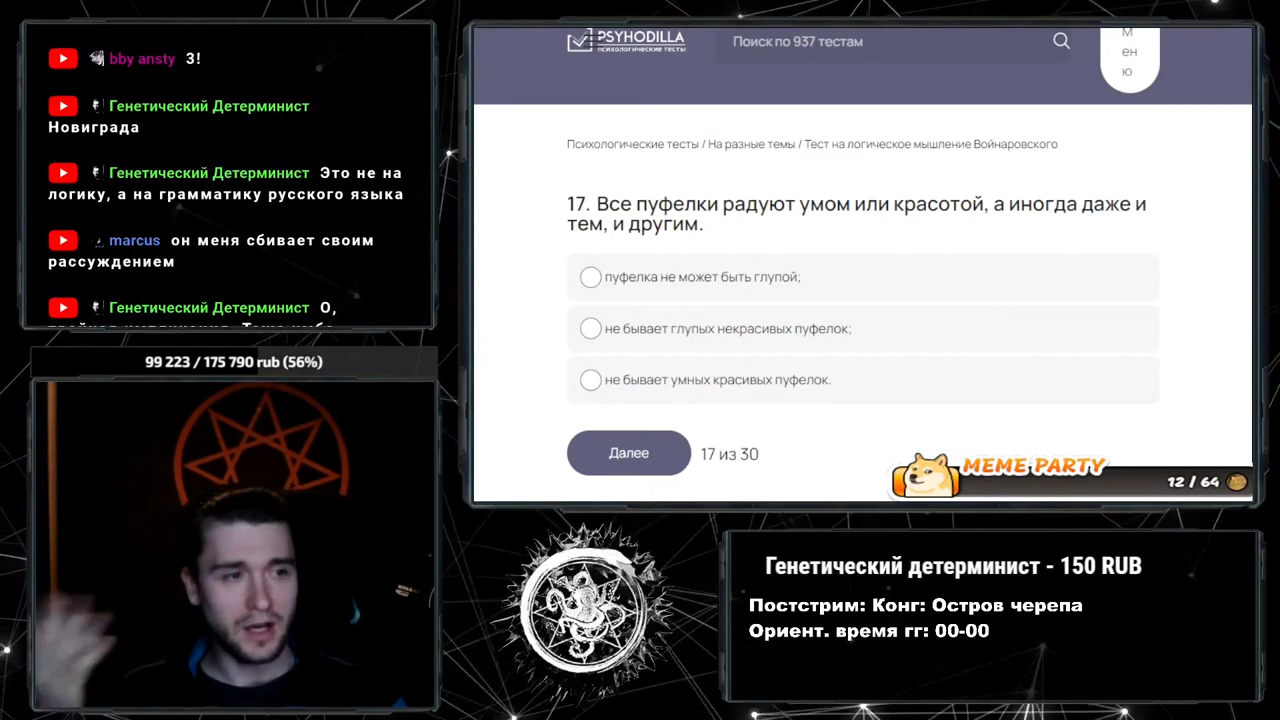 bby ansty 3!
Генетический Детерминист
Новиграда
Генетический Детерминист Это не на
логику, а на грамматику русского языка
marcus он меня сбивает своим
рассуждением
Генетический Детерминист О,
99 223 / 175 790 rub (56%)
PSYHODILLA
ПСИХОЛОГИЧЕСКИЕ ТЕСТЫ
Поиск по 937 тестам
М
ен
ю
Психологические тесты / На разные темы / Тест на логическое мышление Войнаровского
17. Все пуфелки радуют умом или красотой, а иногда даже и
тем, и другим.
пуфелка не может быть глупой;
не бывает глупых некрасивых пуфелок;
не бывает умных красивых пуфелок.
Далее
17 из 30
MEME PARTY
12 / 64
Генетический детерминист - 150 RUB
Постстрим: Конг: Остров черепа
Ориент. время гг: 00-00